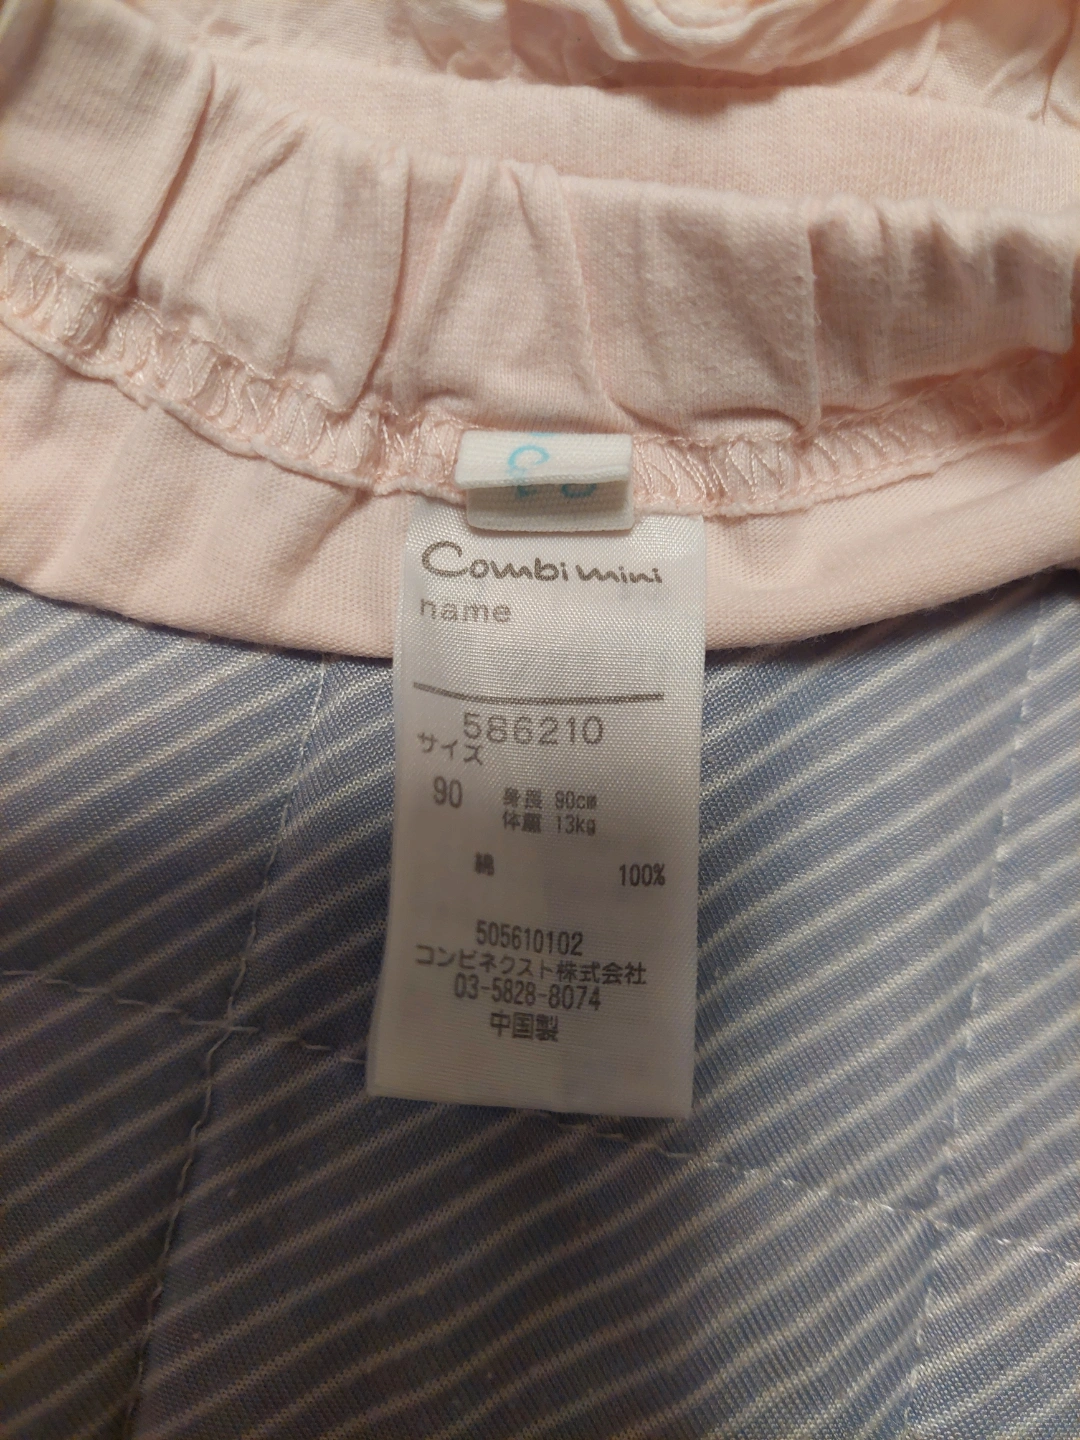 Combi mini
name
586210
サイズ
90
身長 90cm
体重 13kg
綿 100%
505610102
コンビネクスト株式会社
03-5828-8074
中国製